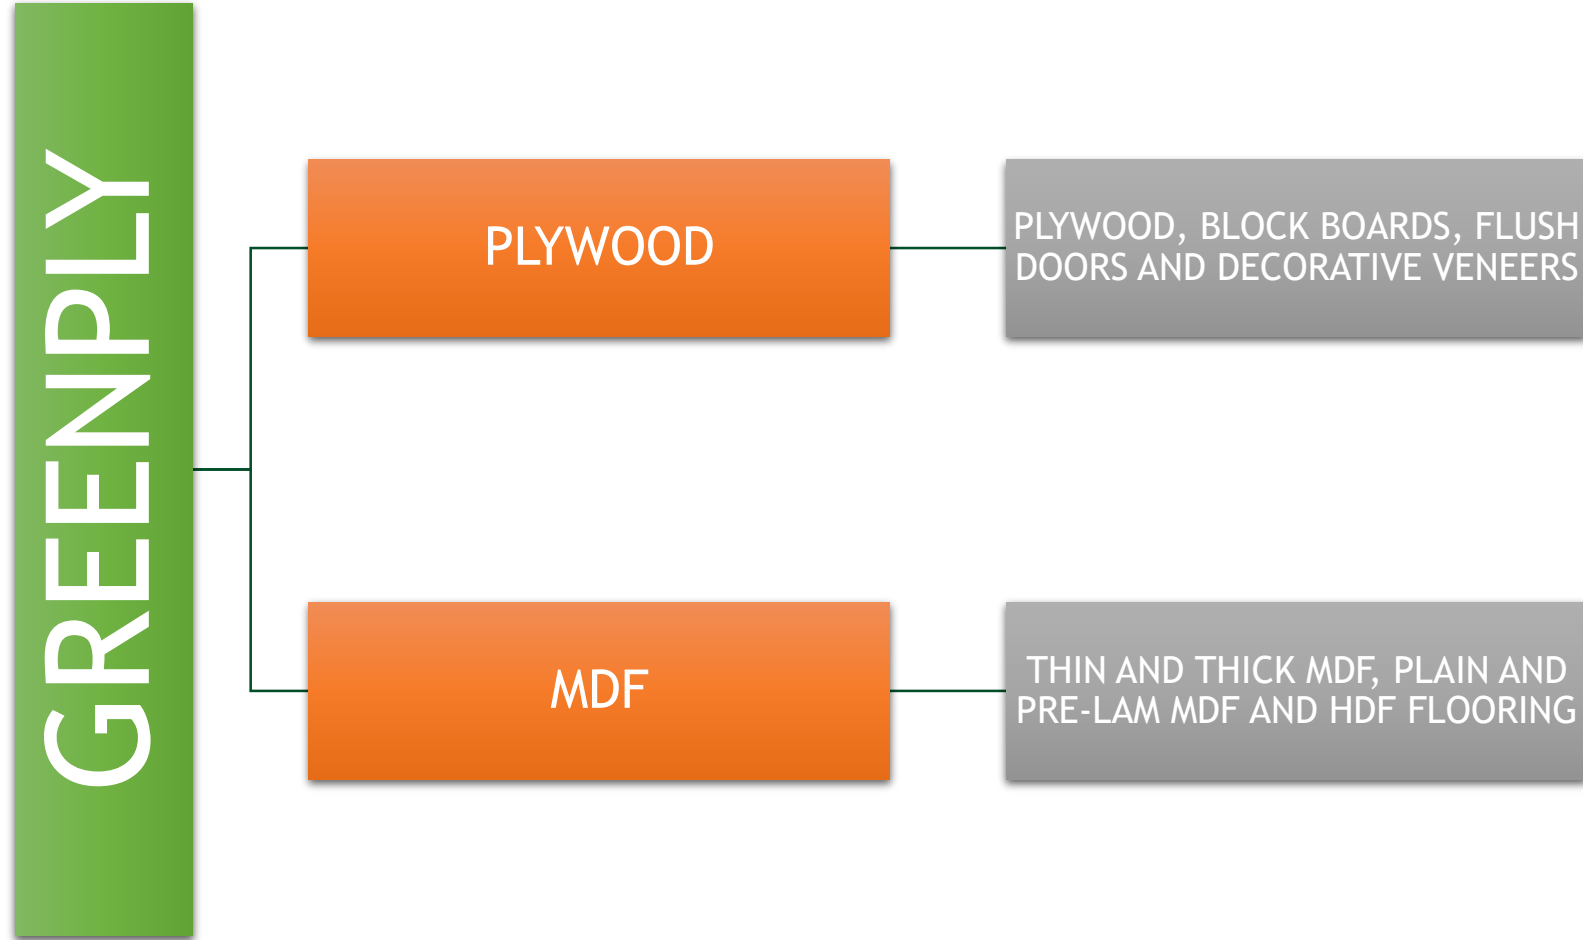 GREENPLY
PLYWOOD
PLYWOOD, BLOCK BOARDS, FLUSH
DOORS AND DECORATIVE VENEERS
MDF
THIN AND THICK MDF, PLAIN AND
PRE-LAM MDF AND HDF FLOORING